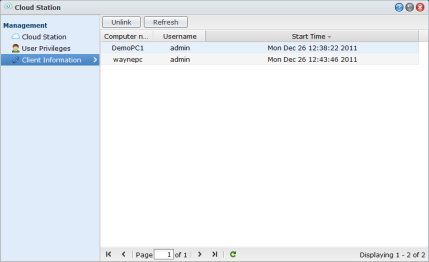 Cloud Station
Management
Cloud Station
User Privileges
Client Information
Unlink Refresh
Computer n... Username Start Time
DemoPC1 admin Mon Dec 26 12:38:22 2011
waynepc admin Mon Dec 26 12:43:46 2011
Page 1 of 1 Displaying 1 - 2 of 2